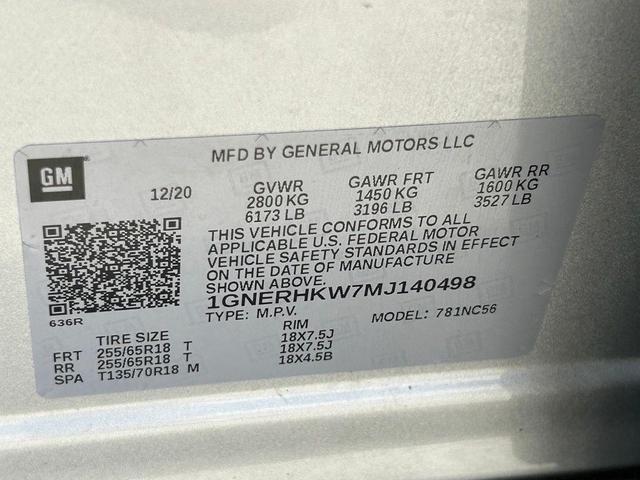 MFD BY GENERAL MOTORS LLC
GM
12/20
GVWR GAWR FRT GAWR RR
2800 KG 1450 KG 1600 KG
6173 LB 3196 LB 3527 LB
THIS VEHICLE CONFORMS TO ALL
APPLICABLE U.S. FEDERAL MOTOR
VEHICLE SAFETY STANDARDS IN EFFECT
ON THE DATE OF MANUFACTURE
SHOWN ABOVE.
1GNERHKW7MJ140498
636R
TYPE: M.P.V. MODEL: 781NC56
TIRE SIZE RIM
FRT 255/65R18 T 18X7.5J
RR 255/65R18 T 18X7.5J
SPA T135/70R18 M 18X4.5B